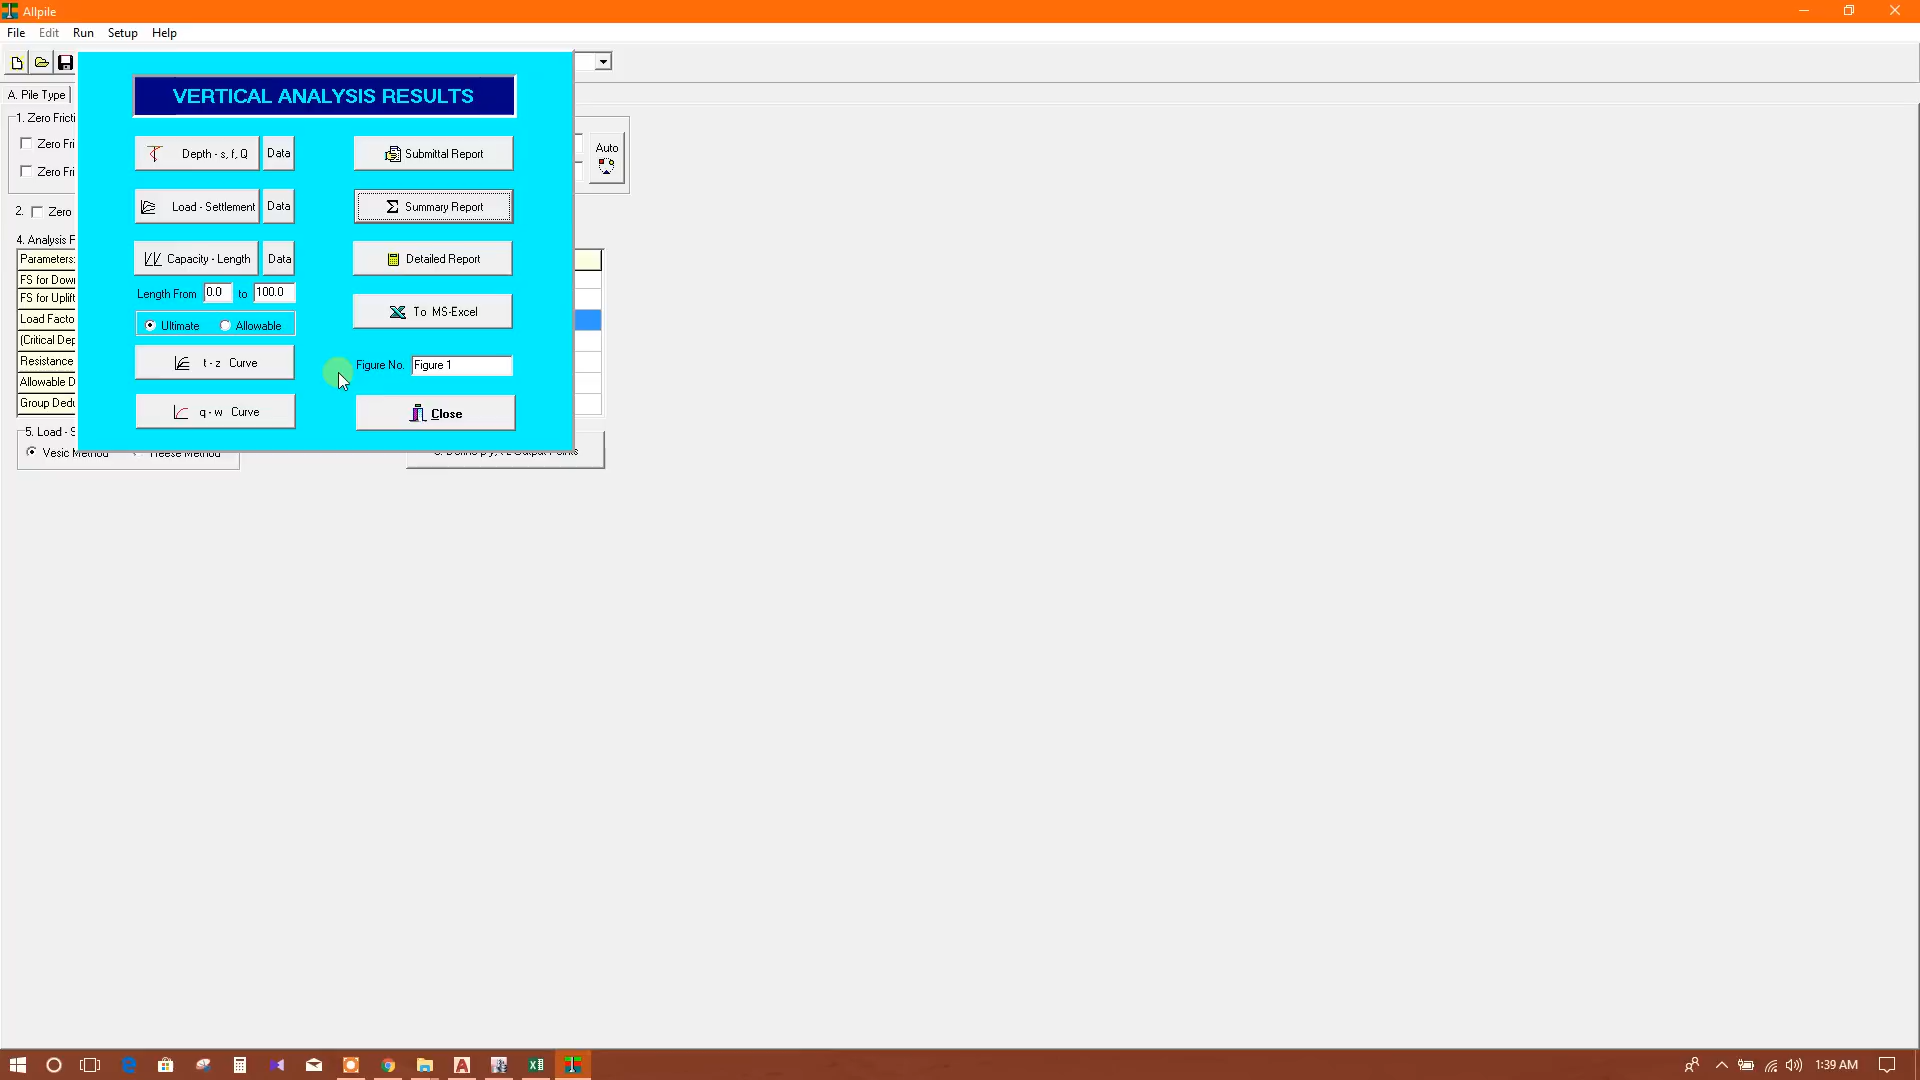 Allpile
File Edit Run Setup Help
A. Pile Type
VERTICAL ANALYSIS RESULTS
1. Zero Fricti
Zero Fri
Zero Fri
Auto
2. Zero
4. Analysis F
Parameters:
FS for Down
FS for Uplift
Load Facto
(Critical Dep
Resistance
Allowable D
Group Dedu
5. Load - S
Vesic Method
Depth - s, f, Q Data
Load - Settlement Data
Capacity - Length Data
Length From 0.0 to 100.0
Ultimate Allowable
t - z Curve
q - w Curve
Submittal Report
Σ Summary Report
Detailed Report
To MS-Excel
Figure No. Figure 1
Close
1:39 AM